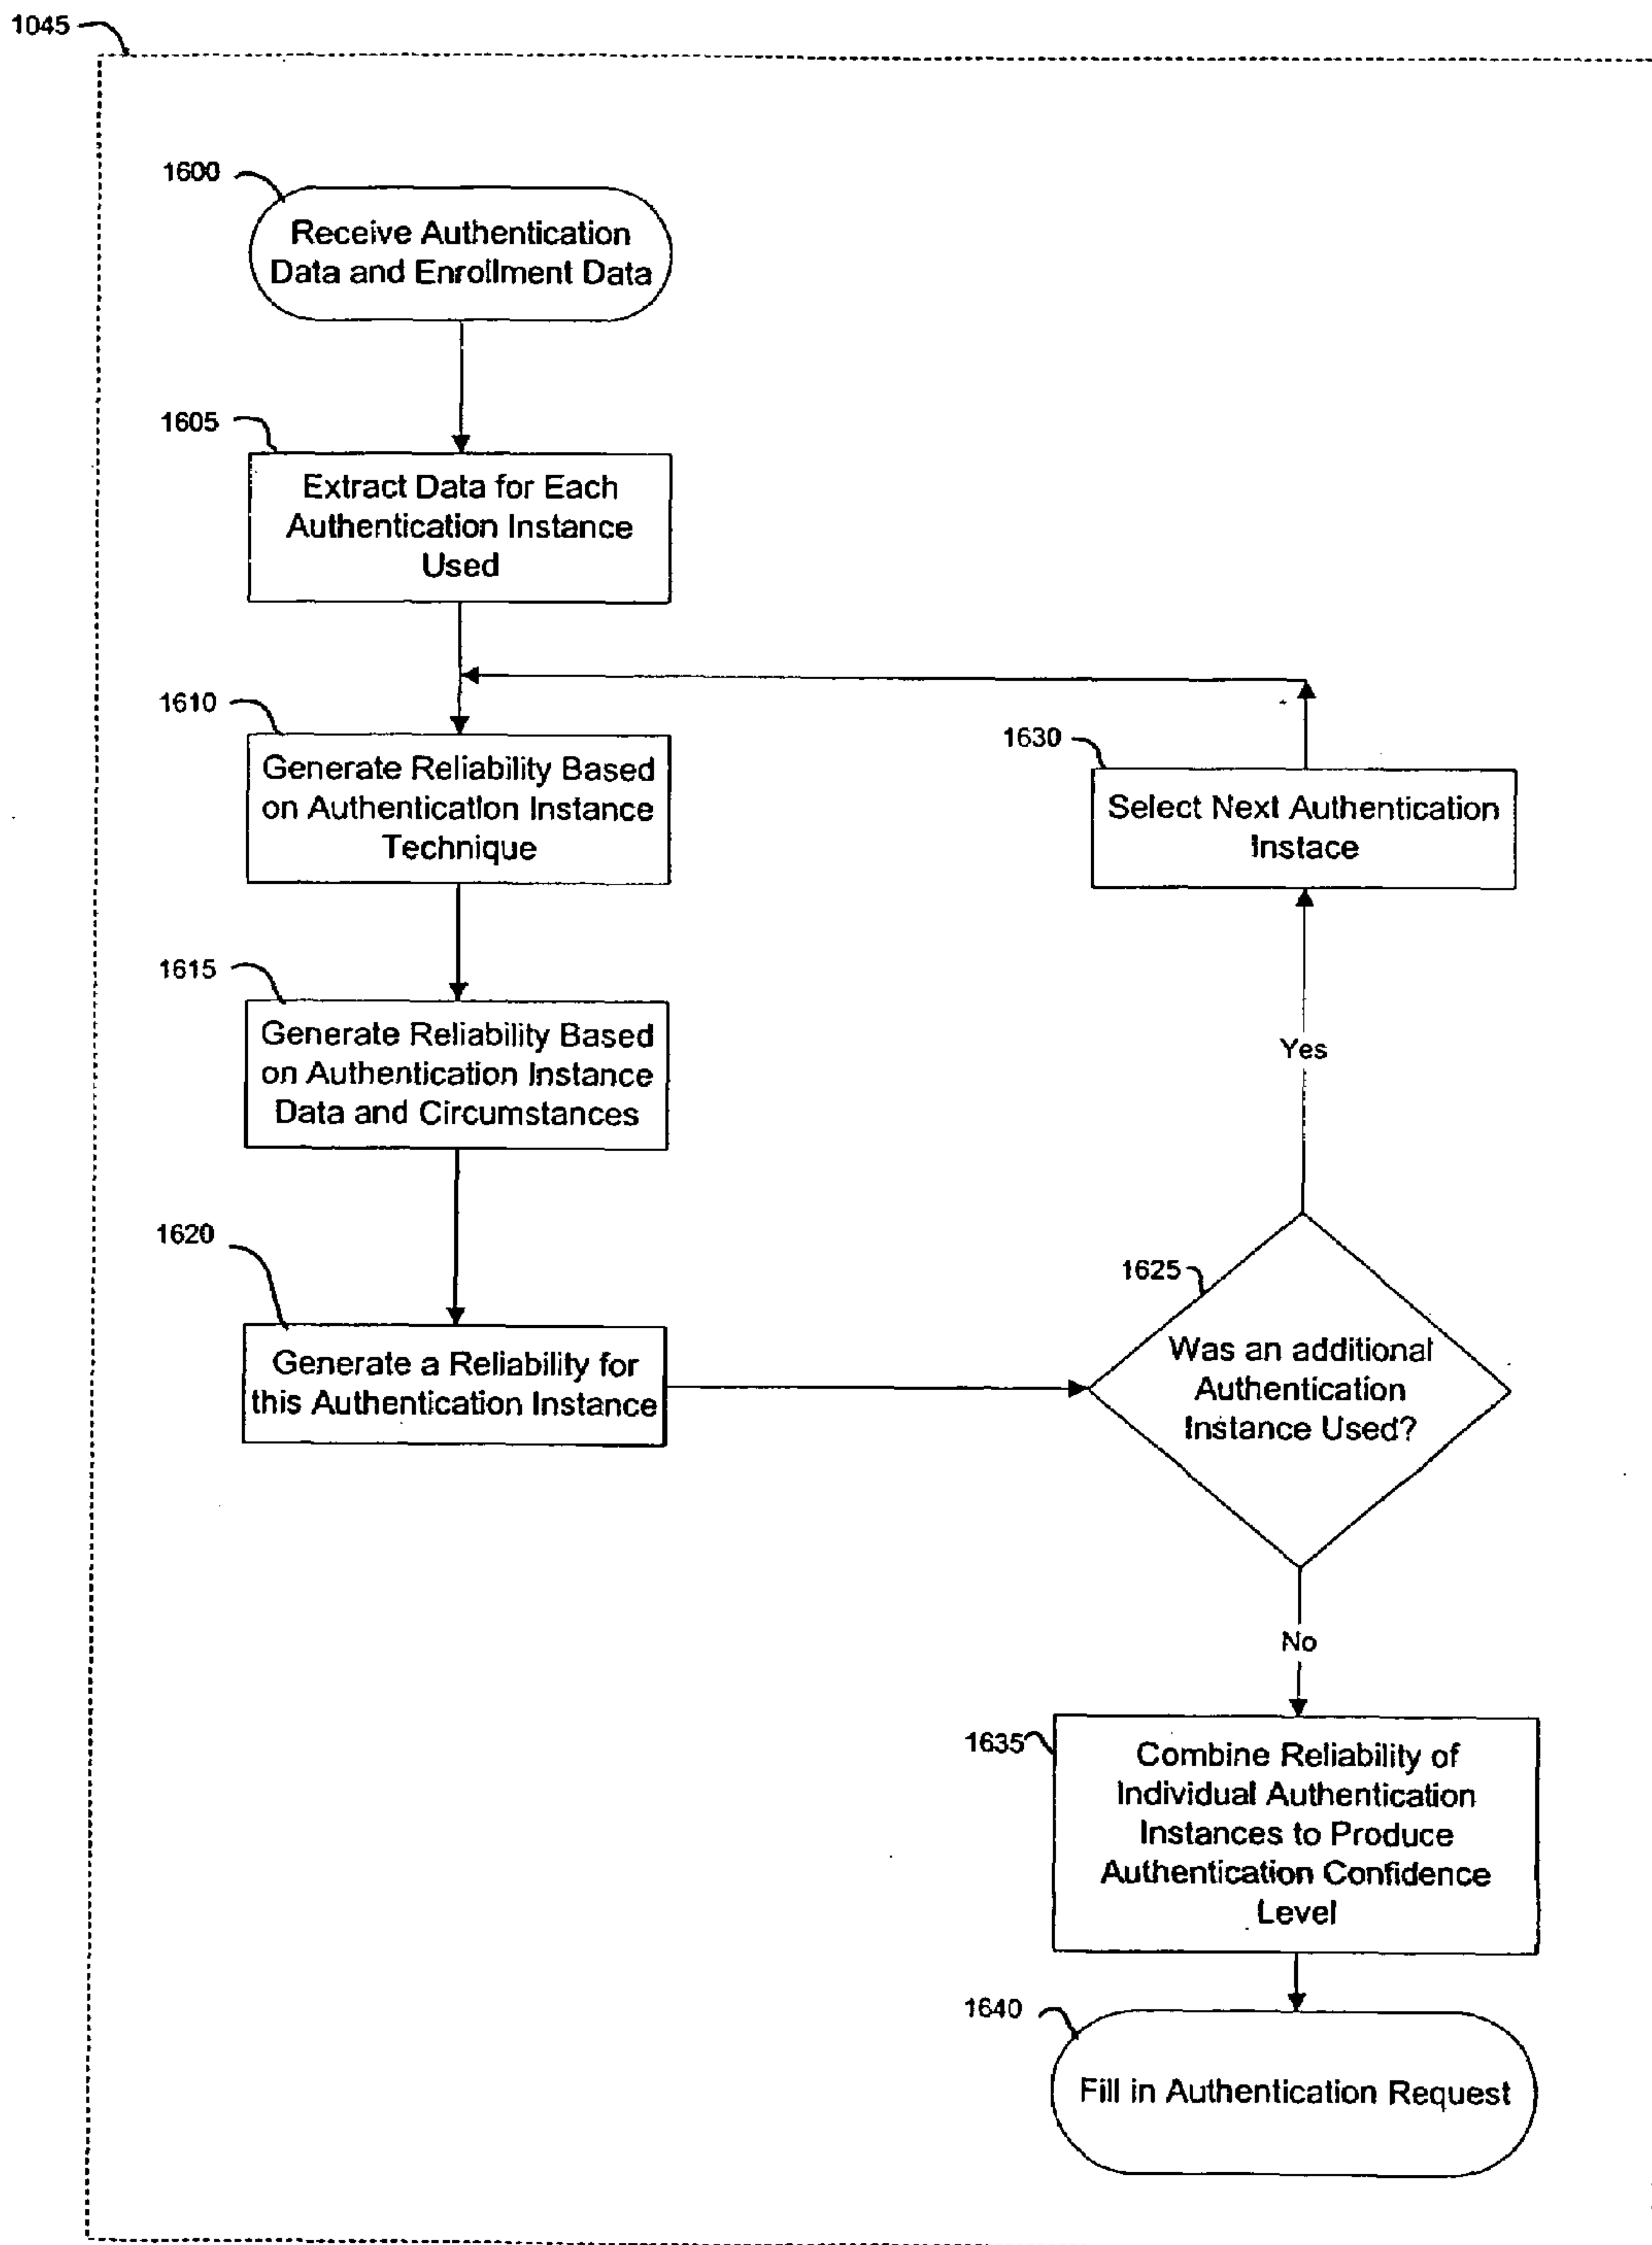 1045
1600
Receive Authentication
Data and Enrollment Data
1605
Extract Data for Each
Authentication Instance
Used
1610
Generate Reliability Based
on Authentication Instance
Technique
1630
Select Next Authentication
Instace
1615
Generate Reliability Based
on Authentication Instance
Data and Circumstances
Yes
1620
Generate a Reliability for
this Authentication Instance
1625
Was an additional
Authentication
Instance Used?
No
1635
Combine Reliability of
Individual Authentication
Instances to Produce
Authentication Confidence
Level
1640
Fill in Authentication Request